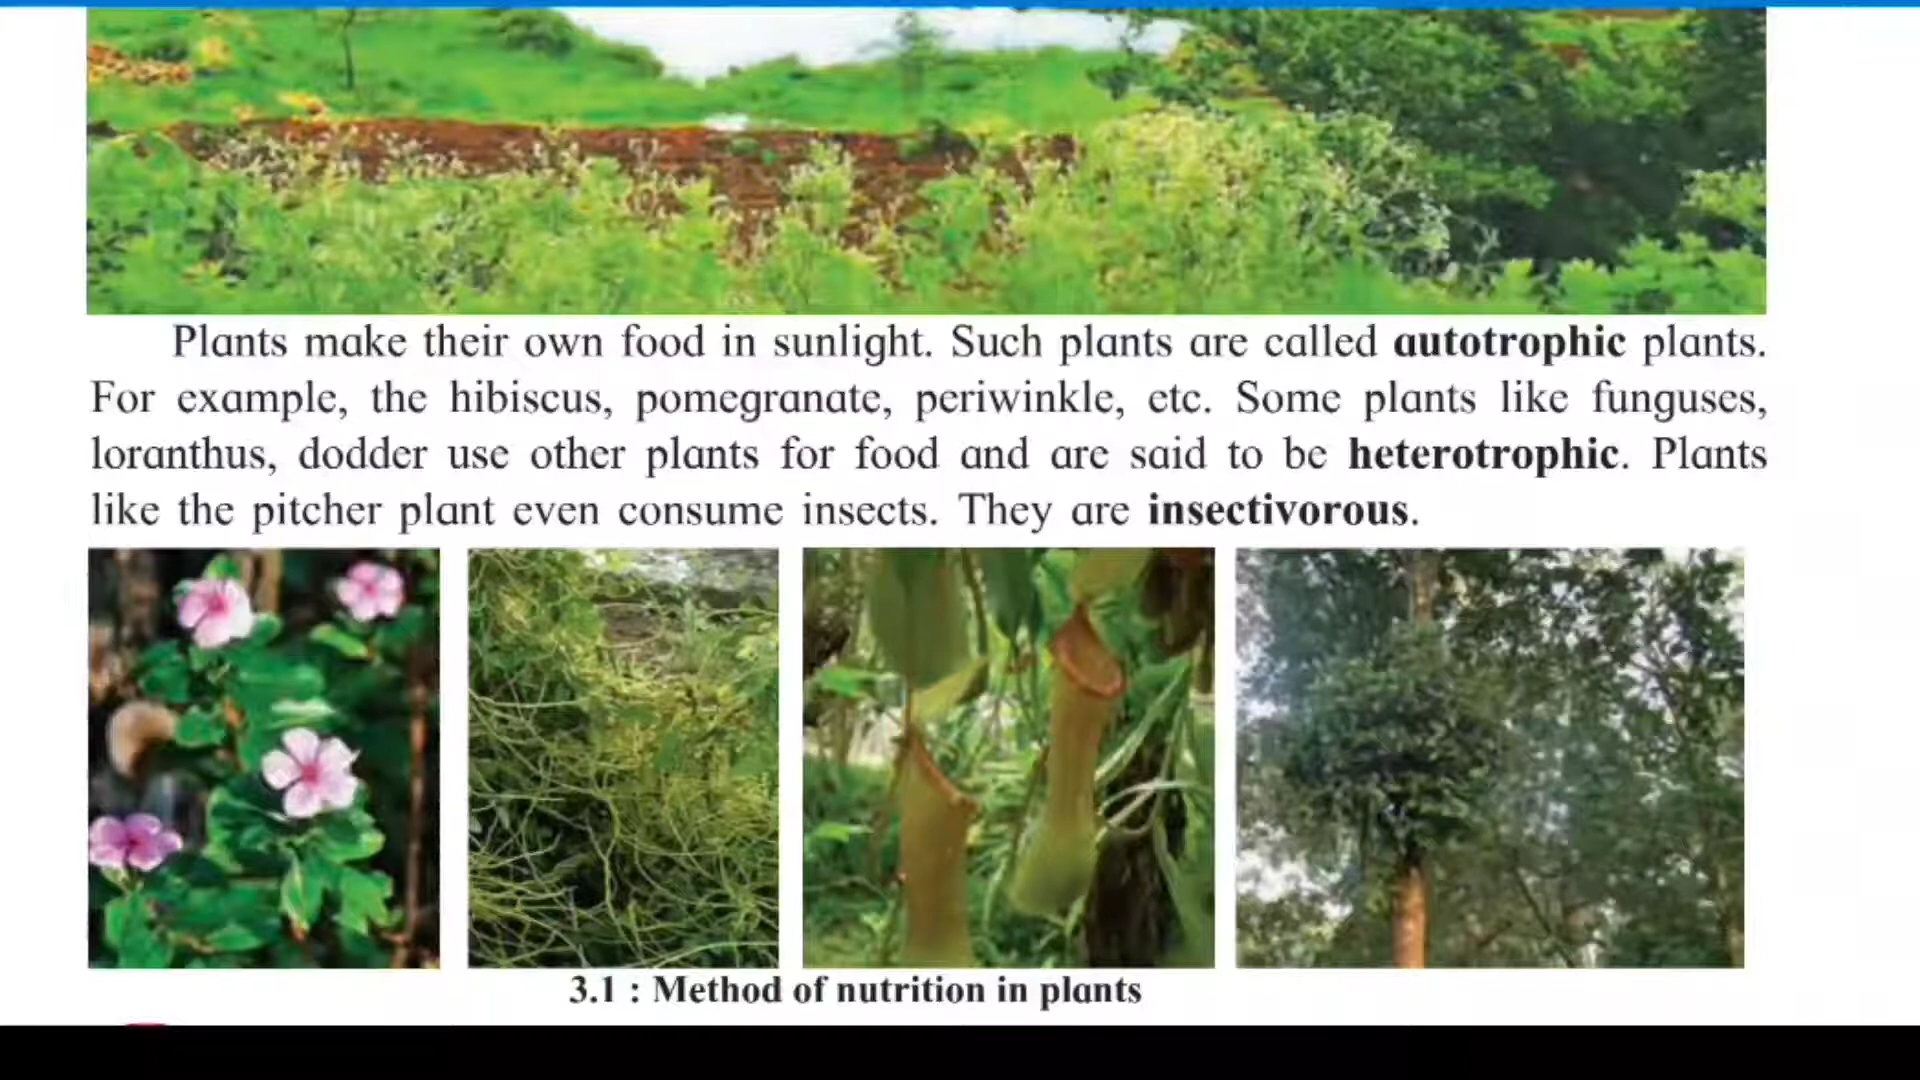 Plants make their own food in sunlight. Such plants are called autotrophic plants.
For example, the hibiscus, pomegranate, periwinkle, etc. Some plants like funguses,
loranthus, dodder use other plants for food and are said to be heterotrophic. Plants
like the pitcher plant even consume insects. They are insectivorous.
3.1 : Method of nutrition in plants